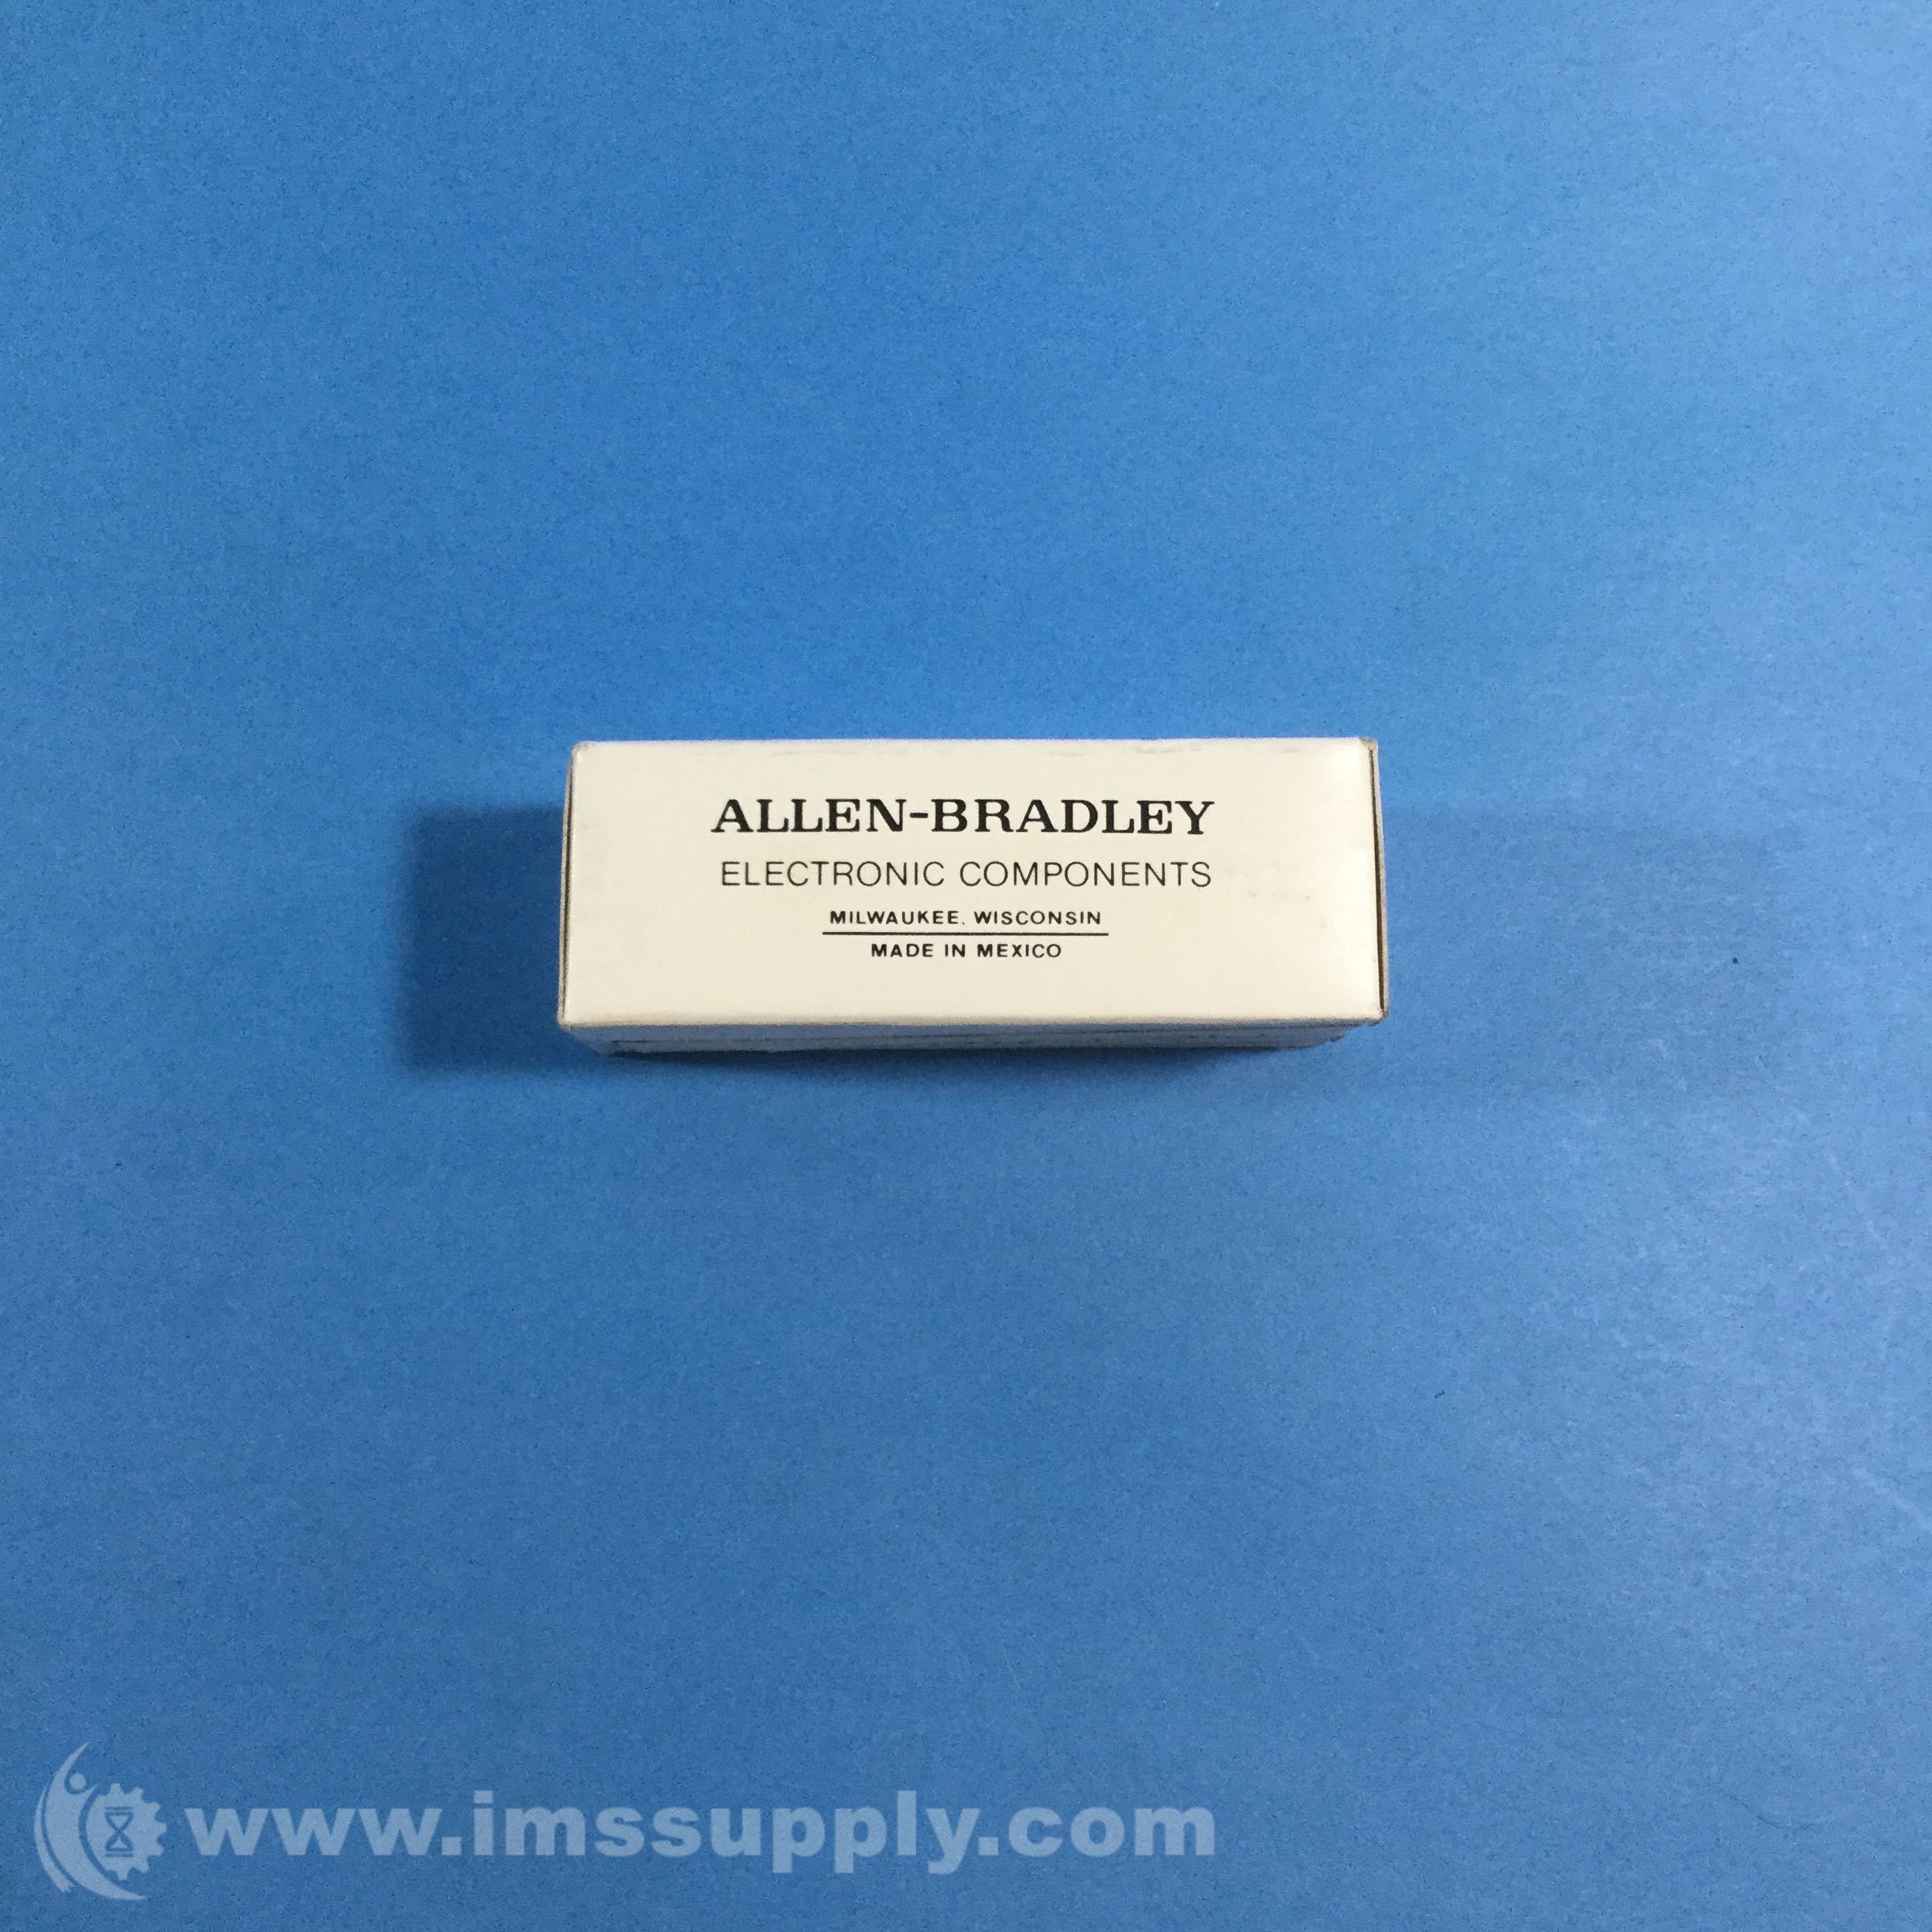 ALLEN-BRADLEY
ELECTRONIC COMPONENTS
MILWAUKEE, WISCONSIN
MADE IN MEXICO
www.imssupply.com